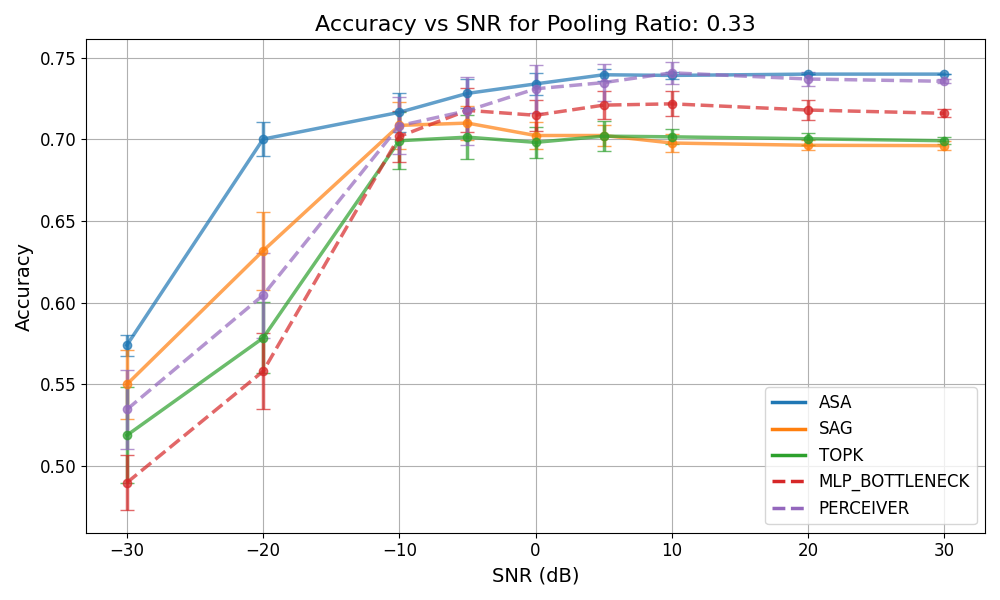 Accuracy vs SNR for Pooling Ratio: 0.33
Accuracy
0.75
0.70
0.65
0.60
0.55
0.50
ASA
SAG
TOPK
MLP_BOTTLENECK
PERCEIVER
−30 −20 −10 0 10 20 30
SNR (dB)